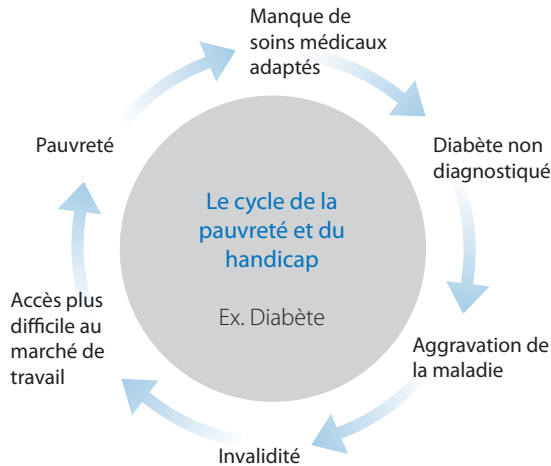 Manque de
soins médicaux
adaptés
Diabète non
diagnostiqué
Aggravation de
la maladie
Invalidité
Accès plus
difficile au
marché de
travail
Pauvreté
Le cycle de la
pauvreté et du
handicap
Ex. Diabète